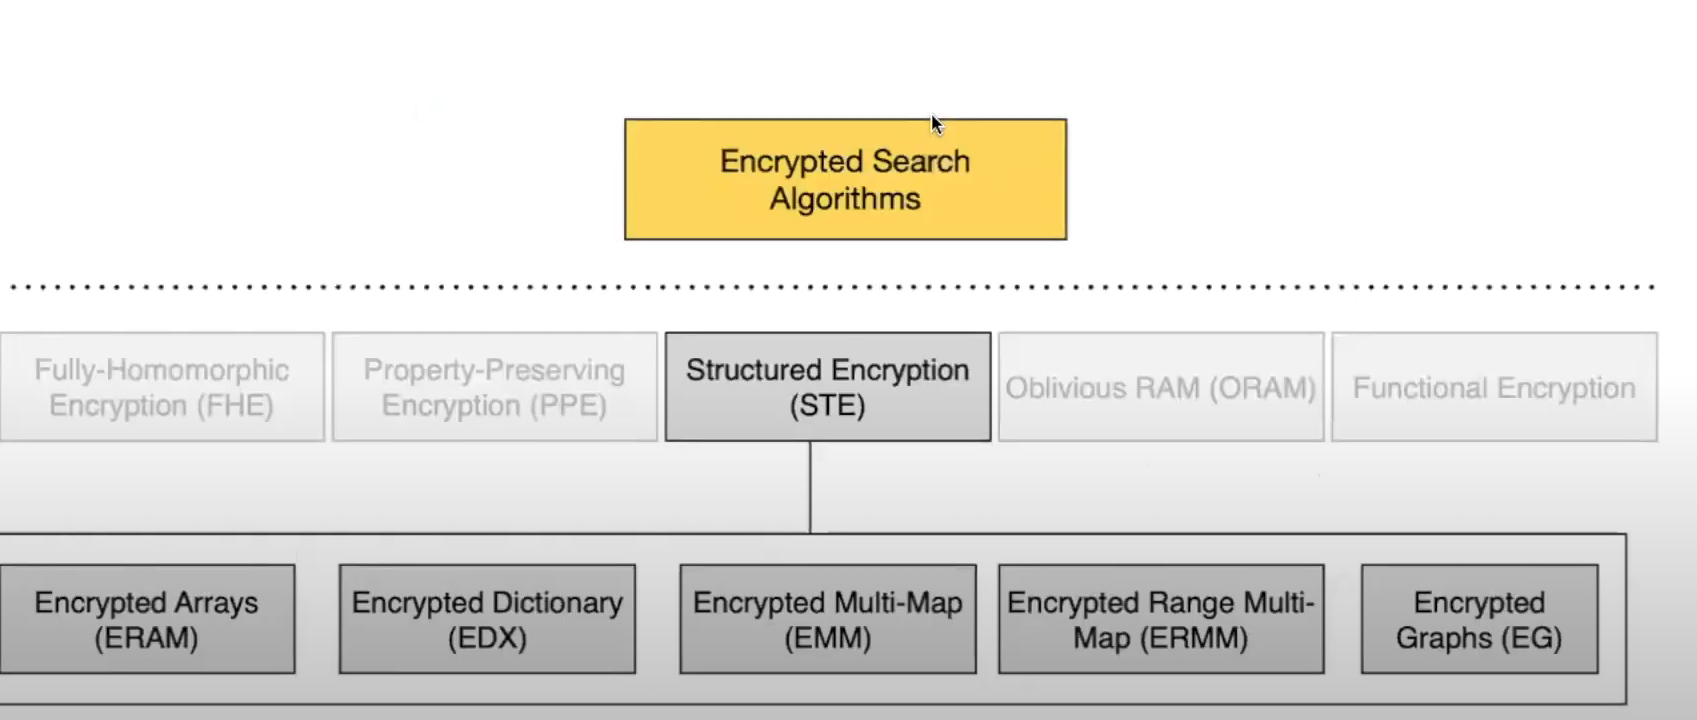 Encrypted Search
Algorithms
Fully-Homomorphic
Encryption (FHE)
Property-Preserving
Encryption (PPE)
Structured Encryption
(STE)
Oblivious RAM (ORAM)
Functional Encryption
Encrypted Arrays
(ERAM)
Encrypted Dictionary
(EDX)
Encrypted Multi-Map
(EMM)
Encrypted Range Multi-
Map (ERMM)
Encrypted
Graphs (EG)